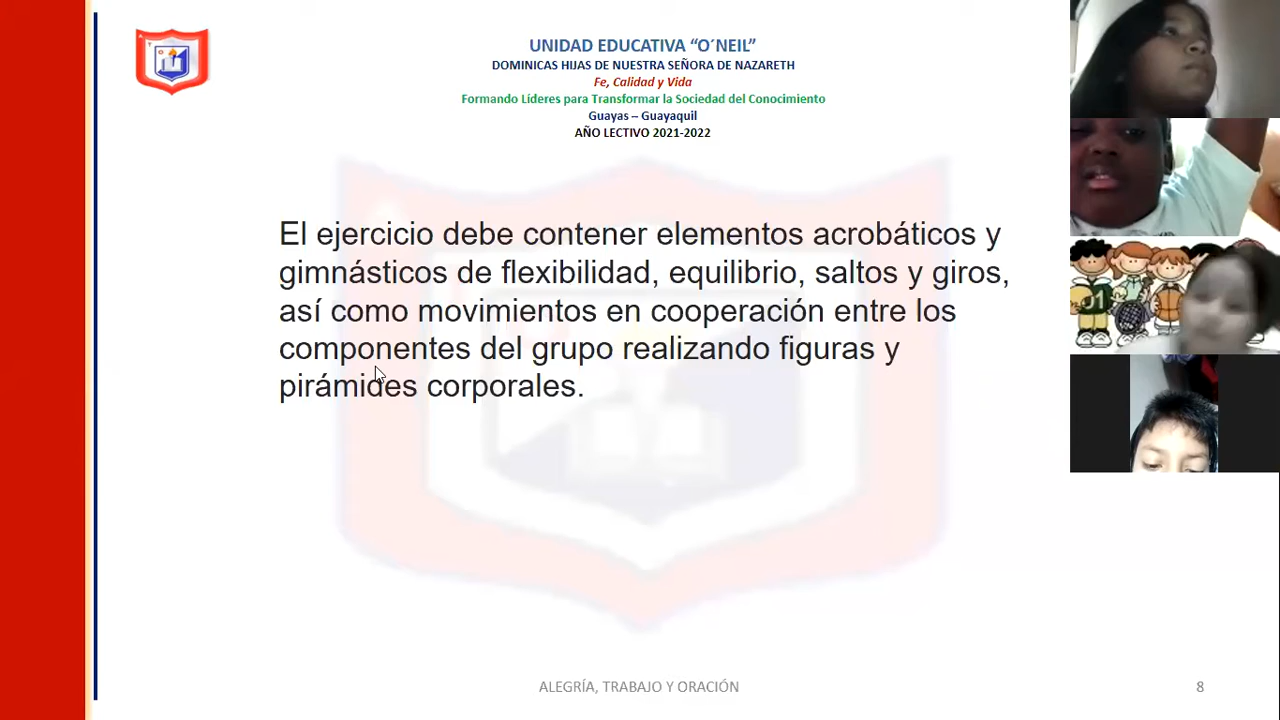 UNIDAD EDUCATIVA “O´NEIL”
DOMINICAS HIJAS DE NUESTRA SEÑORA DE NAZARETH
Fe, Calidad y Vida
Formando Líderes para Transformar la Sociedad del Conocimiento
Guayas – Guayaquil
AÑO LECTIVO 2021-2022
El ejercicio debe contener elementos acrobáticos y
gimnásticos de flexibilidad, equilibrio, saltos y giros,
así como movimientos en cooperación entre los
componentes del grupo realizando figuras y
pirámides corporales.
ALEGRÍA, TRABAJO Y ORACIÓN
8